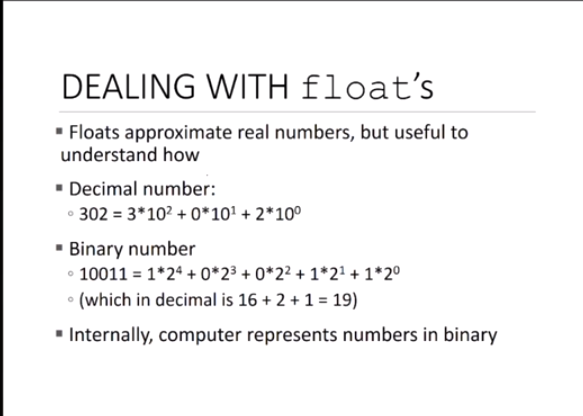 DEALING WITH float's
▪ Floats approximate real numbers, but useful to
understand how
▪ Decimal number:
◦ 302 = 3*10² + 0*10¹ + 2*10⁰
▪ Binary number
◦ 10011 = 1*2⁴ + 0*2³ + 0*2² + 1*2¹ + 1*2⁰
◦ (which in decimal is 16 + 2 + 1 = 19)
▪ Internally, computer represents numbers in binary